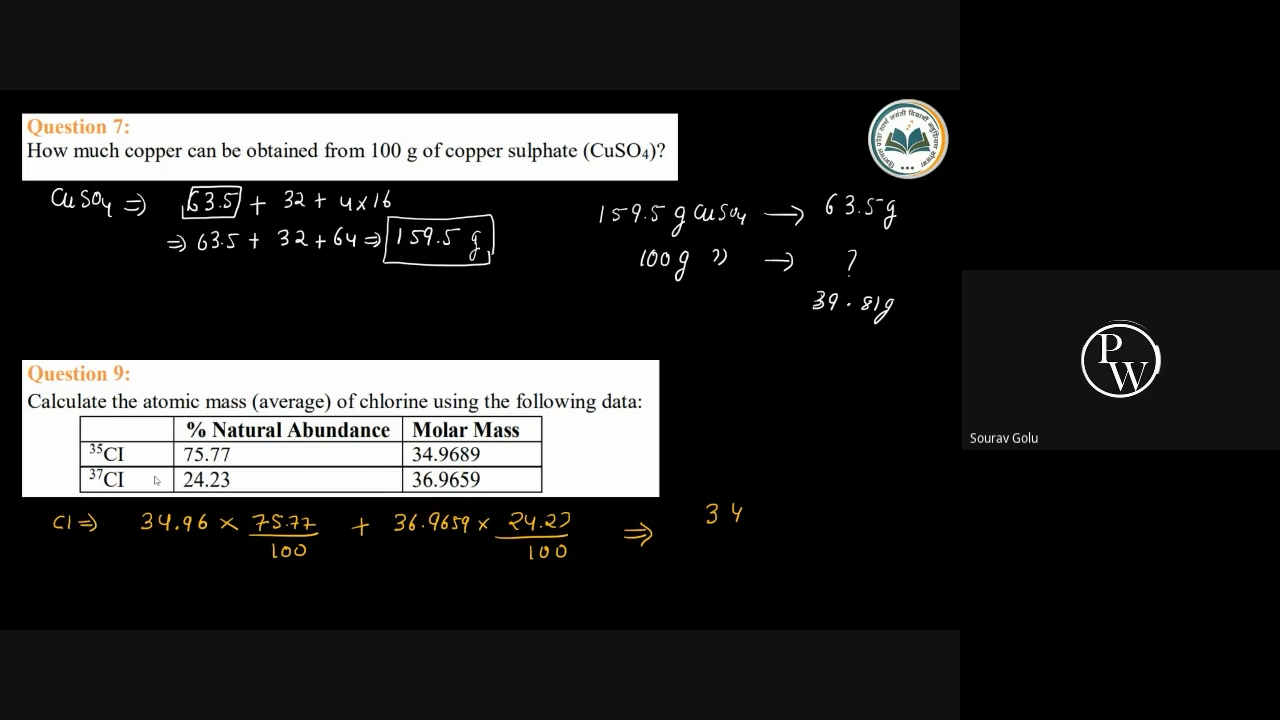 Question 7:
How much copper can be obtained from 100 g of copper sulphate (CuSO₄)?
CuSO₄ ⇒ 63.5 + 32 + 4×16
⇒ 63.5 + 32 + 64 ⇒ 159.5 g
159.5 g CuSO₄ → 63.5 g
100 g " → ?
39.81g
Question 9:
Calculate the atomic mass (average) of chlorine using the following data:
% Natural Abundance Molar Mass
³⁵Cl 75.77 34.9689
³⁷Cl 24.23 36.9659
Cl ⇒ 34.96 × 75.77/100 + 36.9659 × 24.23/100 ⇒ 34
PW
Sourav Golu